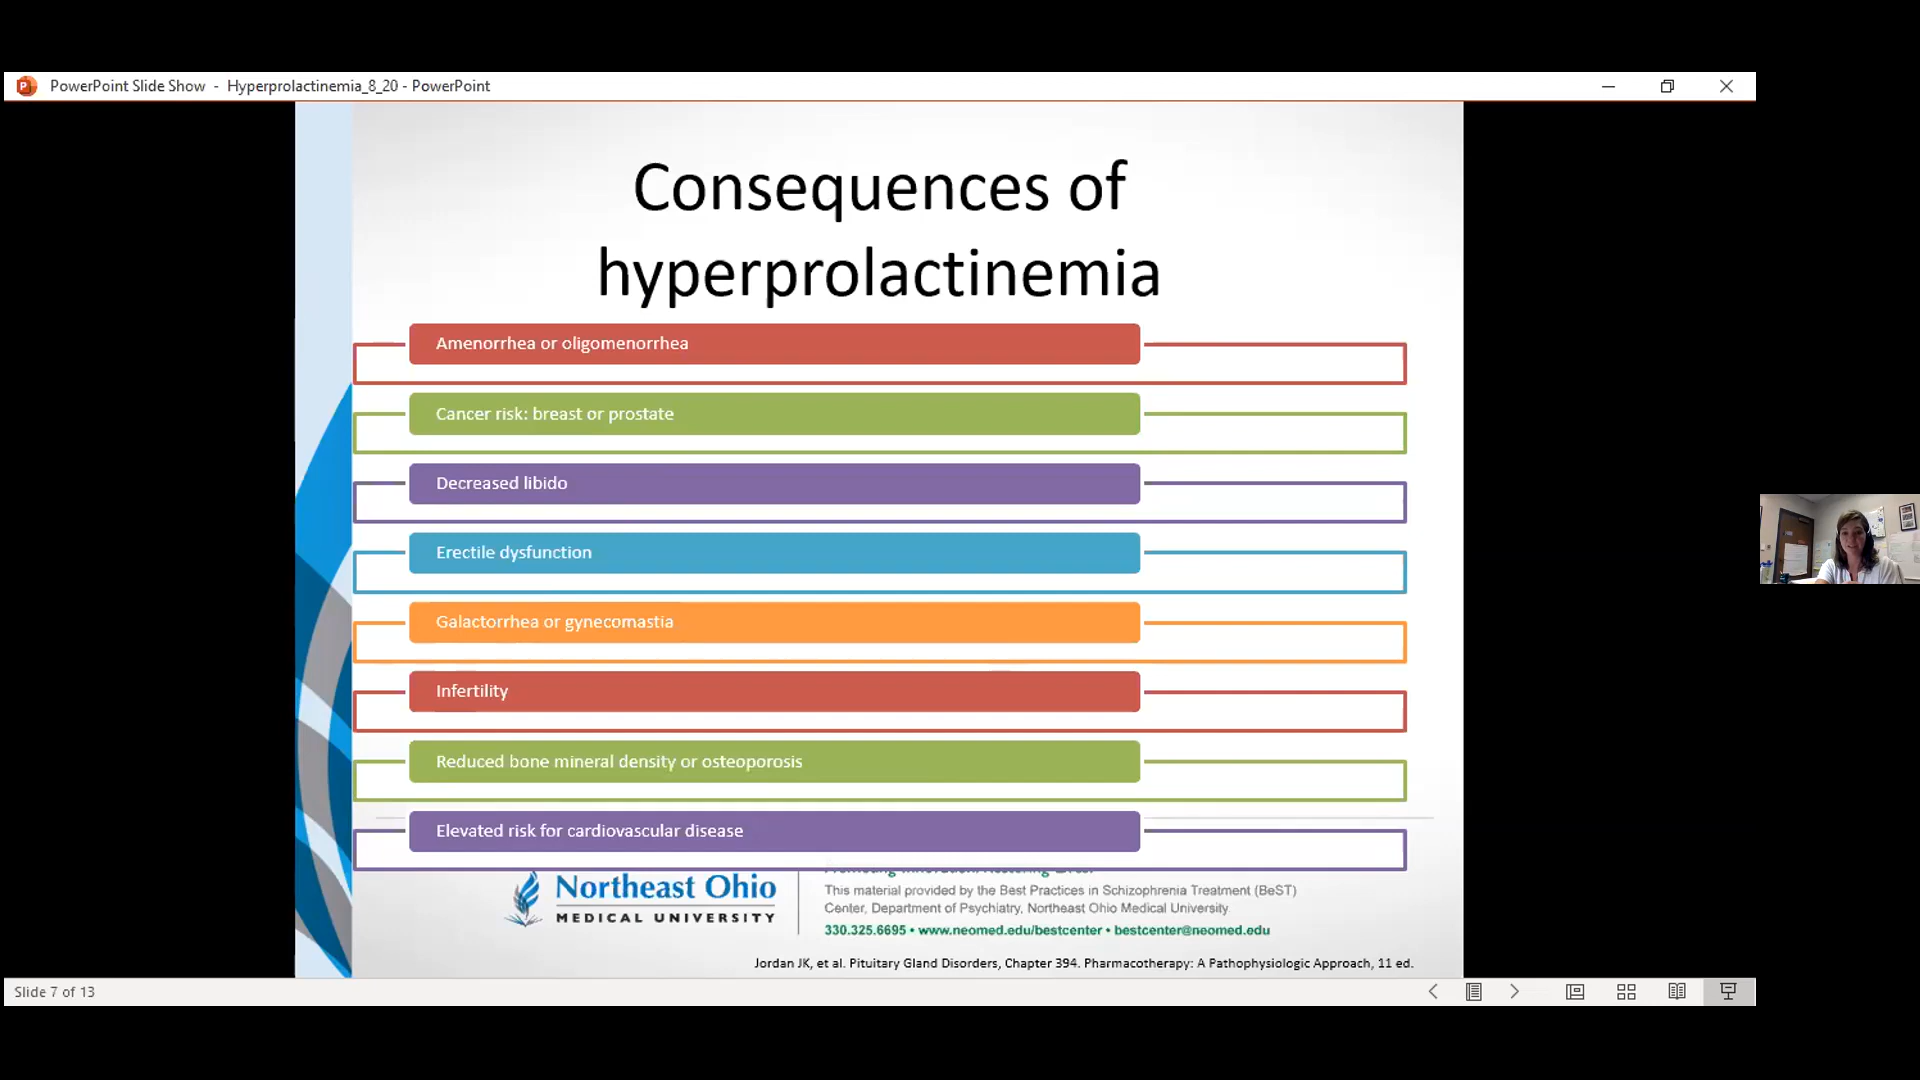 PowerPoint Slide Show - Hyperprolactinemia_8_20 - PowerPoint
Consequences of
hyperprolactinemia
Amenorrhea or oligomenorrhea
Cancer risk: breast or prostate
Decreased libido
Erectile dysfunction
Galactorrhea or gynecomastia
Infertility
Reduced bone mineral density or osteoporosis
Elevated risk for cardiovascular disease
Northeast Ohio
MEDICAL UNIVERSITY
This material provided by the Best Practices in Schizophrenia Treatment (BeST)
Center, Department of Psychiatry, Northeast Ohio Medical University
330.325.6695 • www.neomed.edu/bestcenter • bestcenter@neomed.edu
Jordan JK, et al. Pituitary Gland Disorders, Chapter 394. Pharmacotherapy: A Pathophysiologic Approach, 11 ed.
Slide 7 of 13